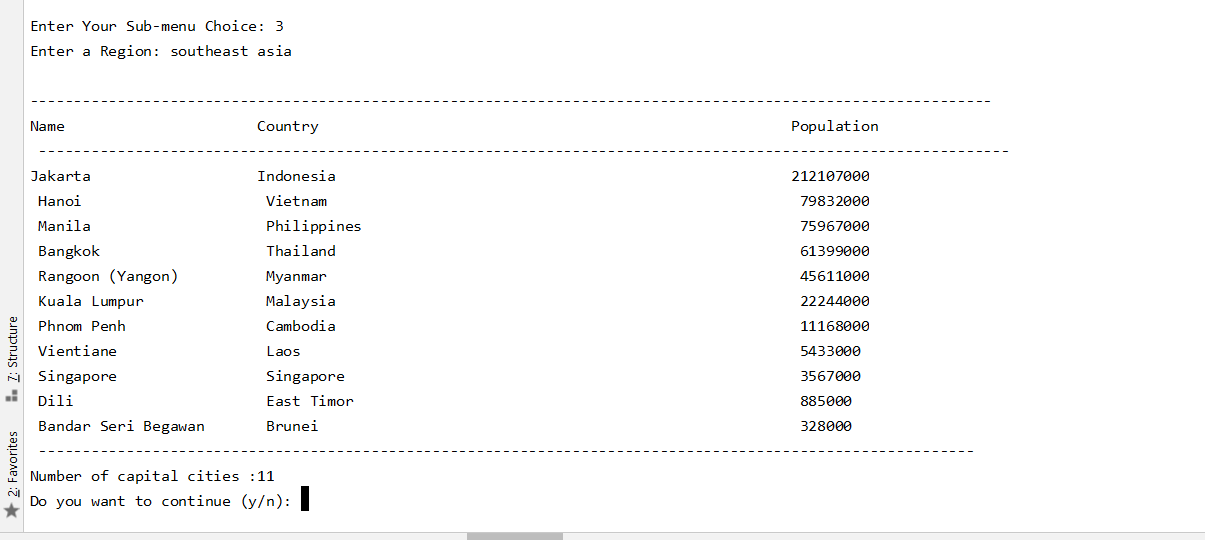 Enter Your Sub-menu Choice: 3
Enter a Region: southeast asia
--------------------------------------------------------------------------------------------------------------
Name Country Population
---------------------------------------------------------------------------------------------------------------
Jakarta Indonesia 212107000
Hanoi Vietnam 79832000
Manila Philippines 75967000
Bangkok Thailand 61399000
Rangoon (Yangon) Myanmar 45611000
Kuala Lumpur Malaysia 22244000
Phnom Penh Cambodia 11168000
Vientiane Laos 5433000
Singapore Singapore 3567000
Dili East Timor 885000
Bandar Seri Begawan Brunei 328000
-----------------------------------------------------------------------------------------------------------
Number of capital cities :11
Do you want to continue (y/n):
7: Structure
2: Favorites